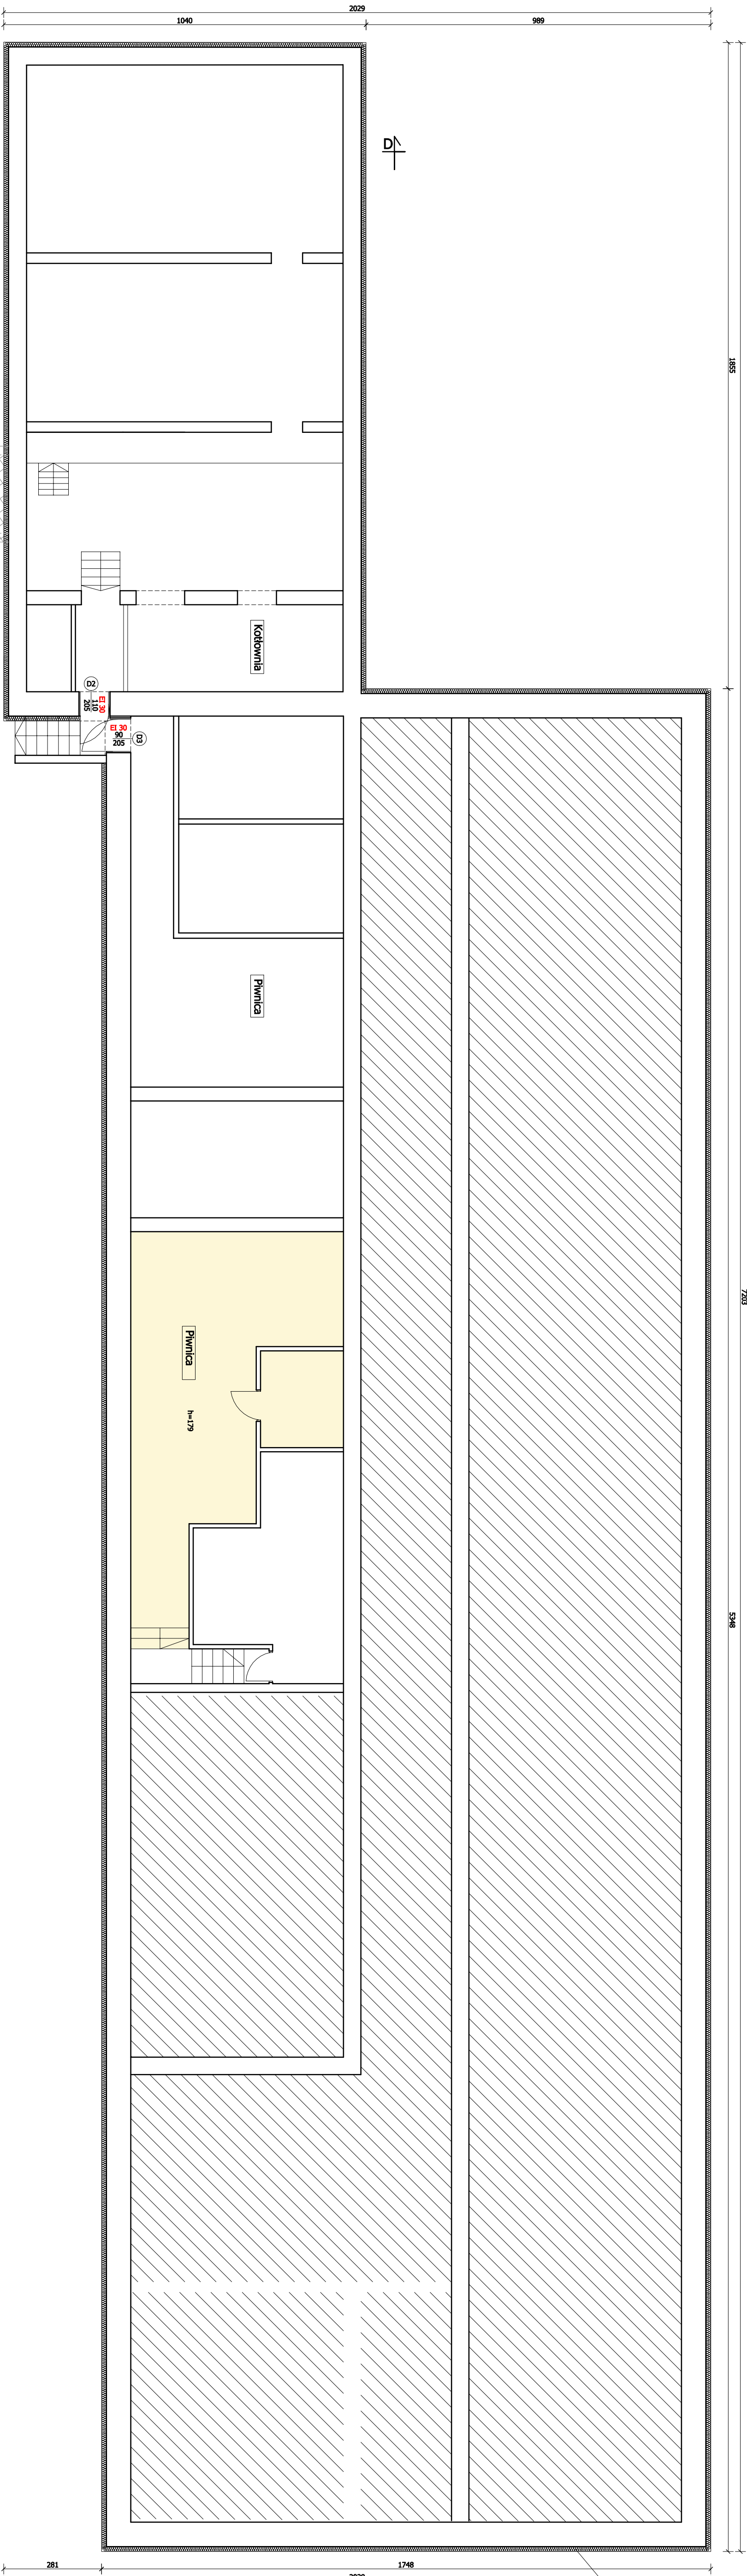 2029
1040
989
D
1855
Kotłownia
D2
EI 30
110
205
EI 30
90
205
D3
Piwnica
7203
Piwnica
h=179
5348
281
1748